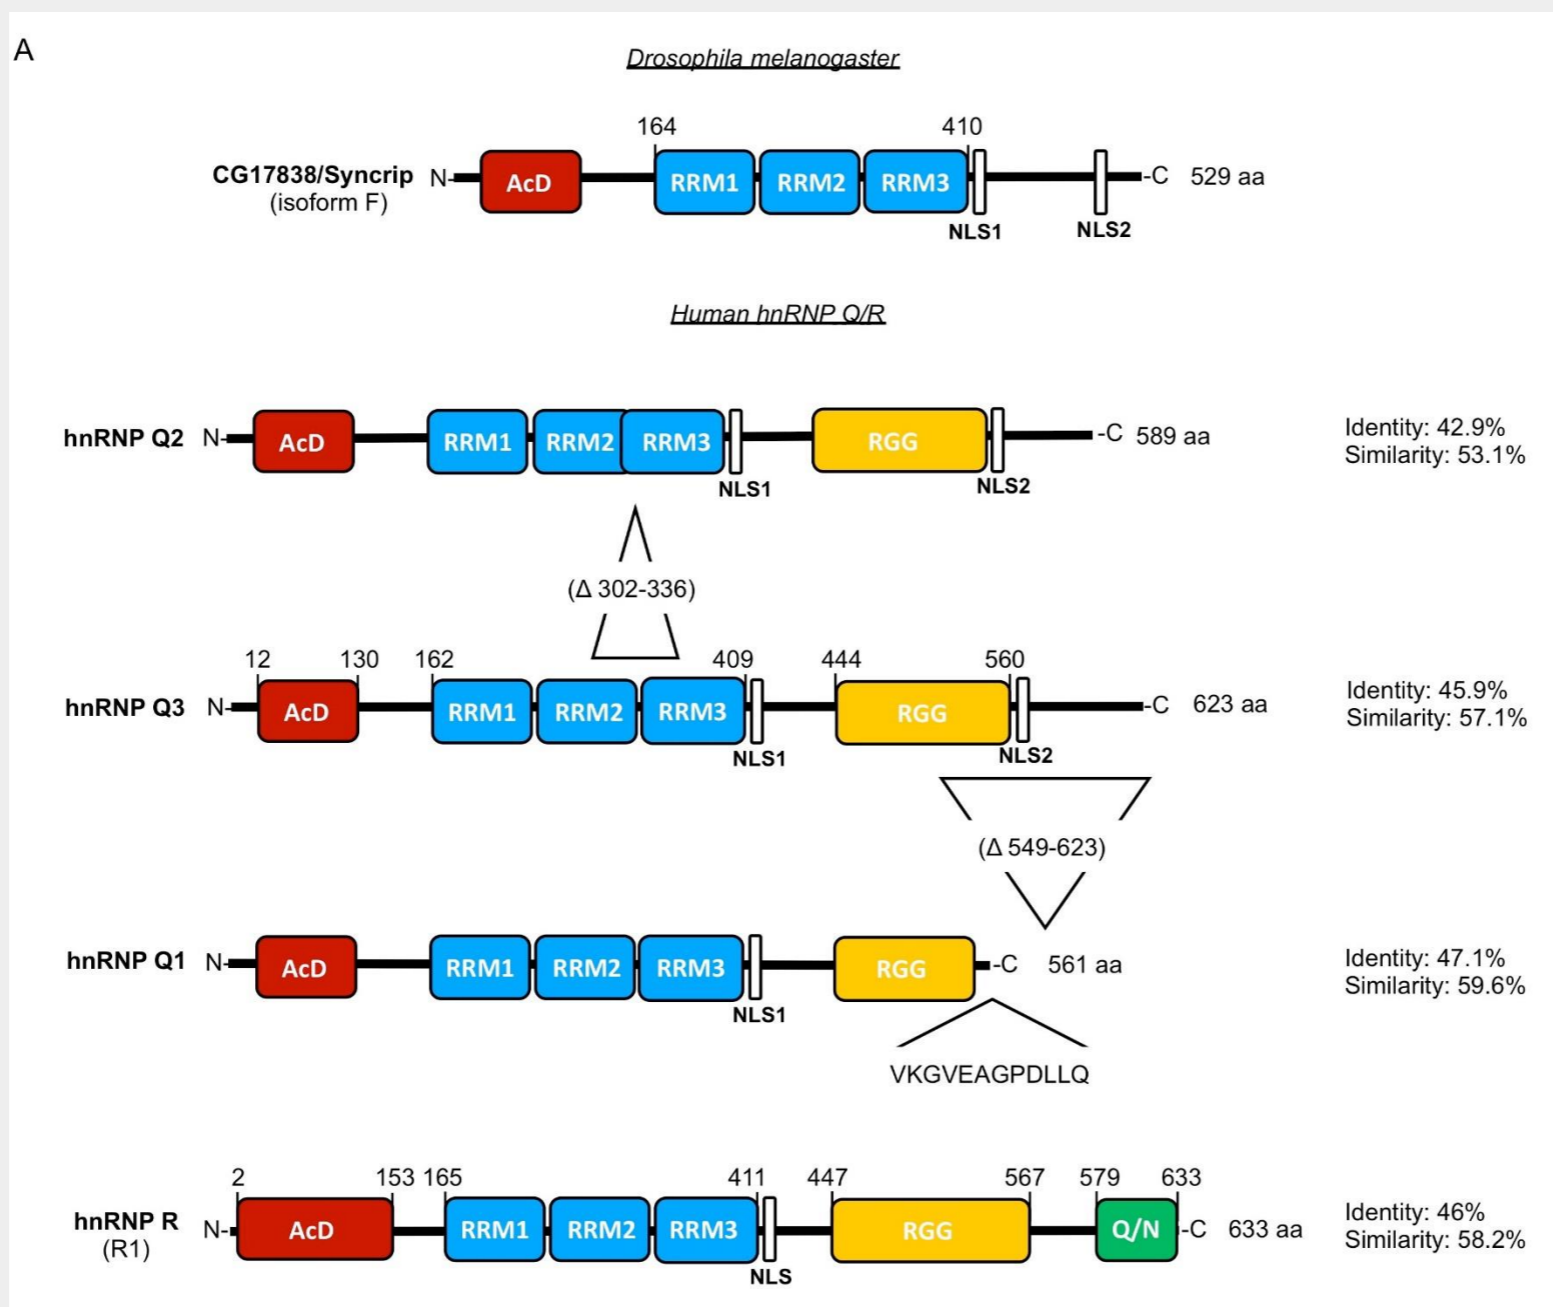 A
Drosophila melanogaster
164 410
CG17838/Syncrip N- AcD RRM1 RRM2 RRM3 -C 529 aa
(isoform F)
NLS1 NLS2
Human hnRNP Q/R
hnRNP Q2 N- AcD RRM1 RRM2 RRM3 RGG -C 589 aa
Identity: 42.9%
Similarity: 53.1%
NLS1 NLS2
(Δ 302-336)
12 130 162 409 444 560
hnRNP Q3 N- AcD RRM1 RRM2 RRM3 RGG -C 623 aa
Identity: 45.9%
Similarity: 57.1%
NLS1 NLS2
(Δ 549-623)
hnRNP Q1 N- AcD RRM1 RRM2 RRM3 RGG -C 561 aa
Identity: 47.1%
Similarity: 59.6%
NLS1
VKGVEAGPDLLQ
2 153 165 411 447 567 579 633
hnRNP R N- AcD RRM1 RRM2 RRM3 RGG Q/N -C 633 aa
(R1)
Identity: 46%
Similarity: 58.2%
NLS